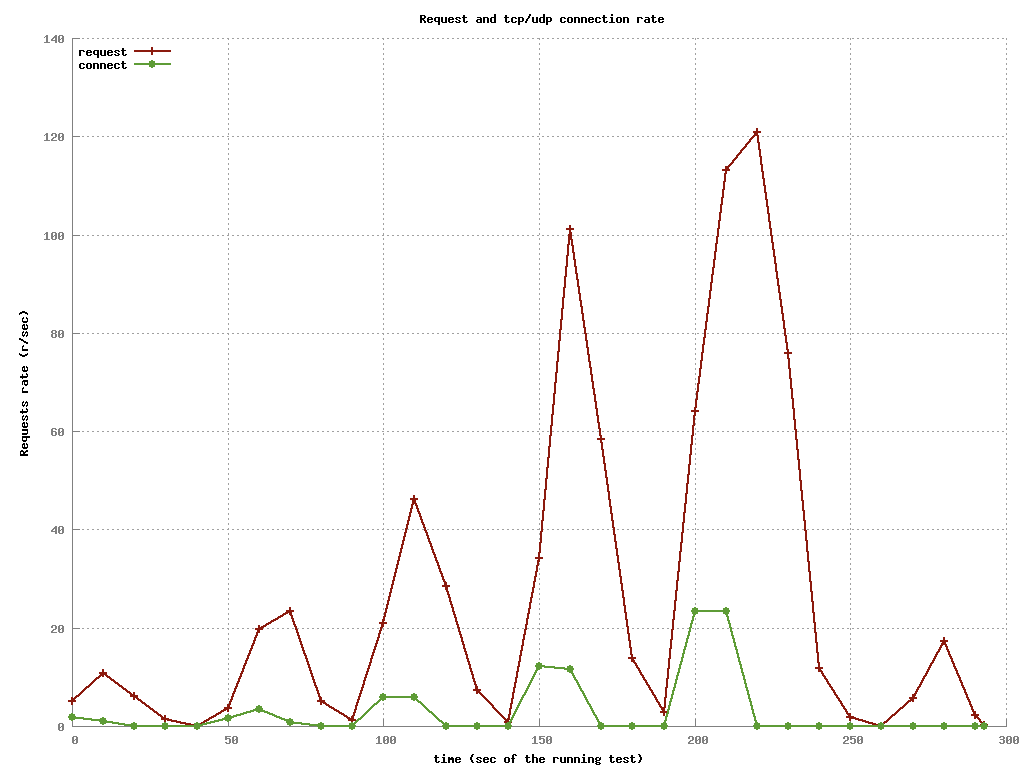 Request and tcp/udp connection rate
140
request
connect
120
100
80
Requests rate (r/sec)
60
40
20
0
0 50 100 150 200 250 300
time (sec of the running test)